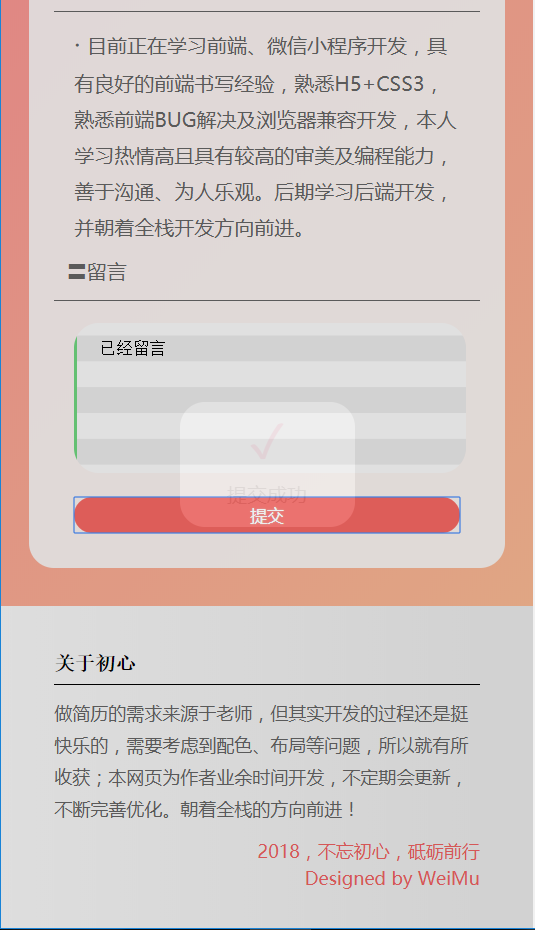 · 目前正在学习前端、微信小程序开发，具
有良好的前端书写经验，熟悉H5+CSS3，
熟悉前端BUG解决及浏览器兼容开发，本人
学习热情高且具有较高的审美及编程能力，
善于沟通、为人乐观。后期学习后端开发，
并朝着全栈开发方向前进。
〓留言
已经留言
提交成功
提交
关于初心
做简历的需求来源于老师，但其实开发的过程还是挺
快乐的，需要考虑到配色、布局等问题，所以就有所
收获；本网页为作者业余时间开发，不定期会更新，
不断完善优化。朝着全栈的方向前进！
2018，不忘初心，砥砺前行
Designed by WeiMu